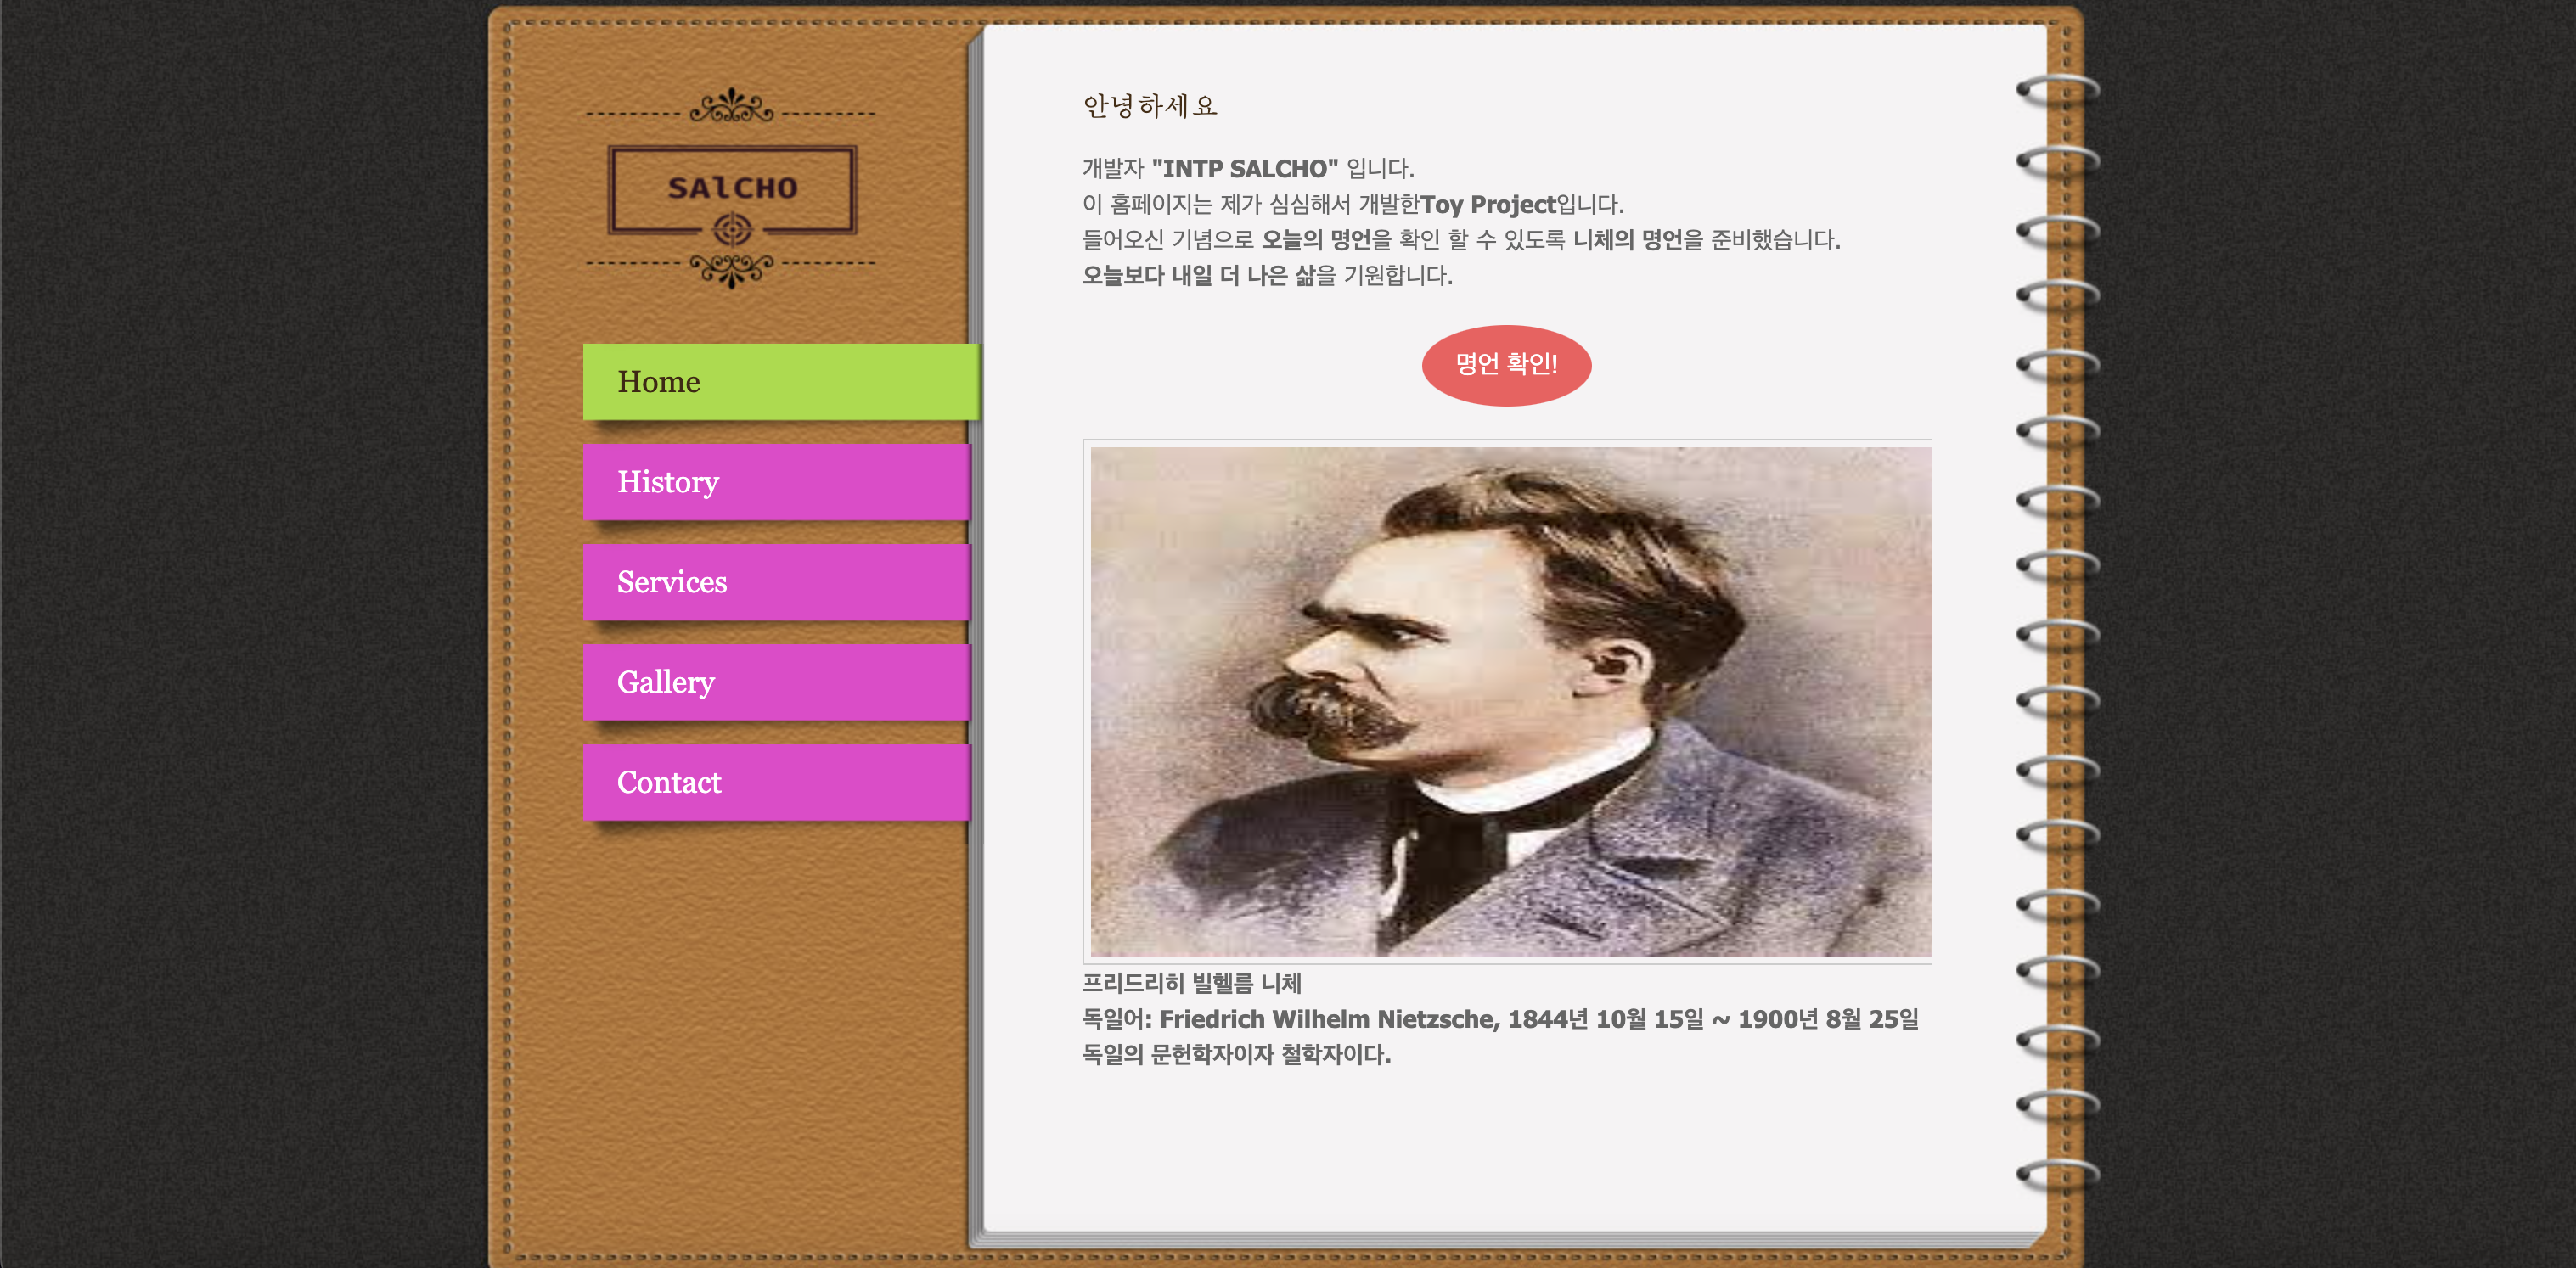 SALCHO
Home
History
Services
Gallery
Contact
안녕하세요
개발자 "INTP SALCHO" 입니다.
이 홈페이지는 제가 심심해서 개발한Toy Project입니다.
들어오신 기념으로 오늘의 명언을 확인 할 수 있도록 니체의 명언을 준비했습니다.
오늘보다 내일 더 나은 삶을 기원합니다.
명언 확인!
프리드리히 빌헬름 니체
독일어: Friedrich Wilhelm Nietzsche, 1844년 10월 15일 ~ 1900년 8월 25일
독일의 문헌학자이자 철학자이다.